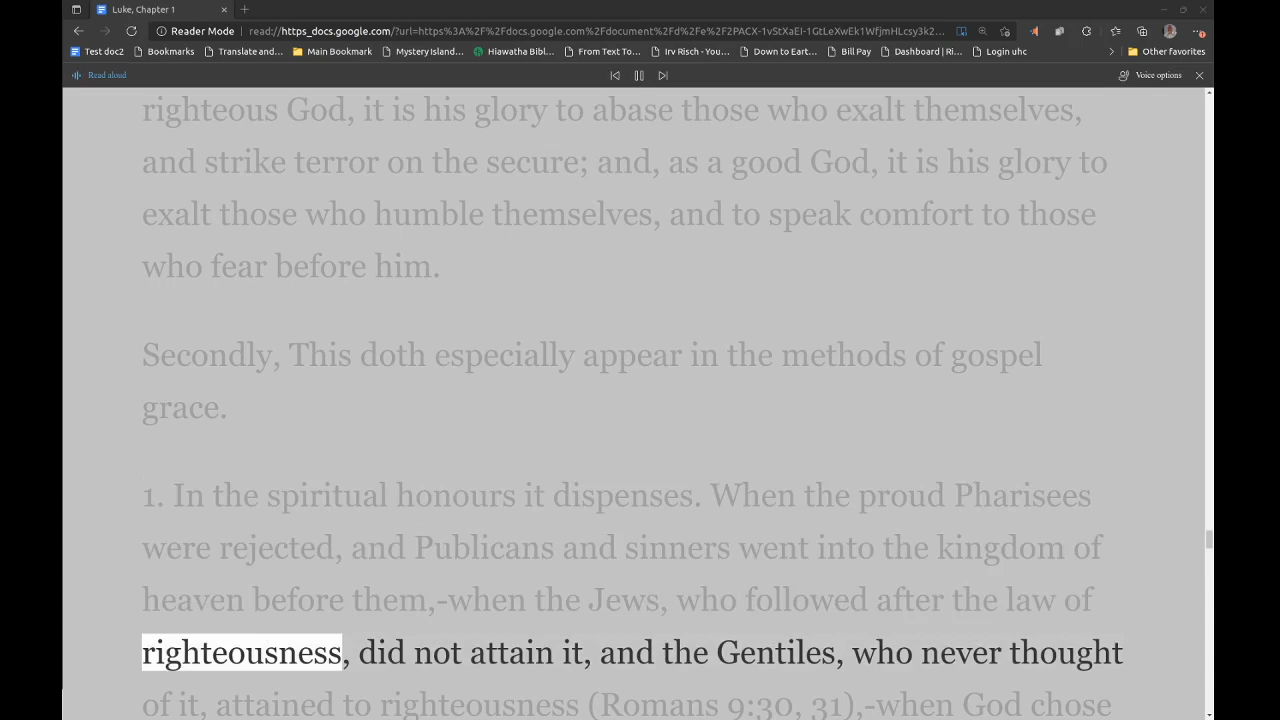 Luke, Chapter 1
Reader Mode
read://https_docs.google.com/?url=https%3A%2F%2Fdocs.google.com%2Fdocument%2Fd%2Fe%2F2PACX-1vStXaEI-1GtLeXwEk1WfjmHLcsy3k2...
Test doc2 Bookmarks Translate and... Main Bookmark Mystery Island... Hiawatha Bibl... From Text To... Irv Risch - You... Down to Eart... Bill Pay Dashboard | Ri... Login uhc Other favorites
Read aloud Voice options
righteous God, it is his glory to abase those who exalt themselves,
and strike terror on the secure; and, as a good God, it is his glory to
exalt those who humble themselves, and to speak comfort to those
who fear before him.
Secondly, This doth especially appear in the methods of gospel
grace.
1. In the spiritual honours it dispenses. When the proud Pharisees
were rejected, and Publicans and sinners went into the kingdom of
heaven before them,-when the Jews, who followed after the law of
righteousness, did not attain it, and the Gentiles, who never thought
of it, attained to righteousness (Romans 9:30, 31),-when God chose